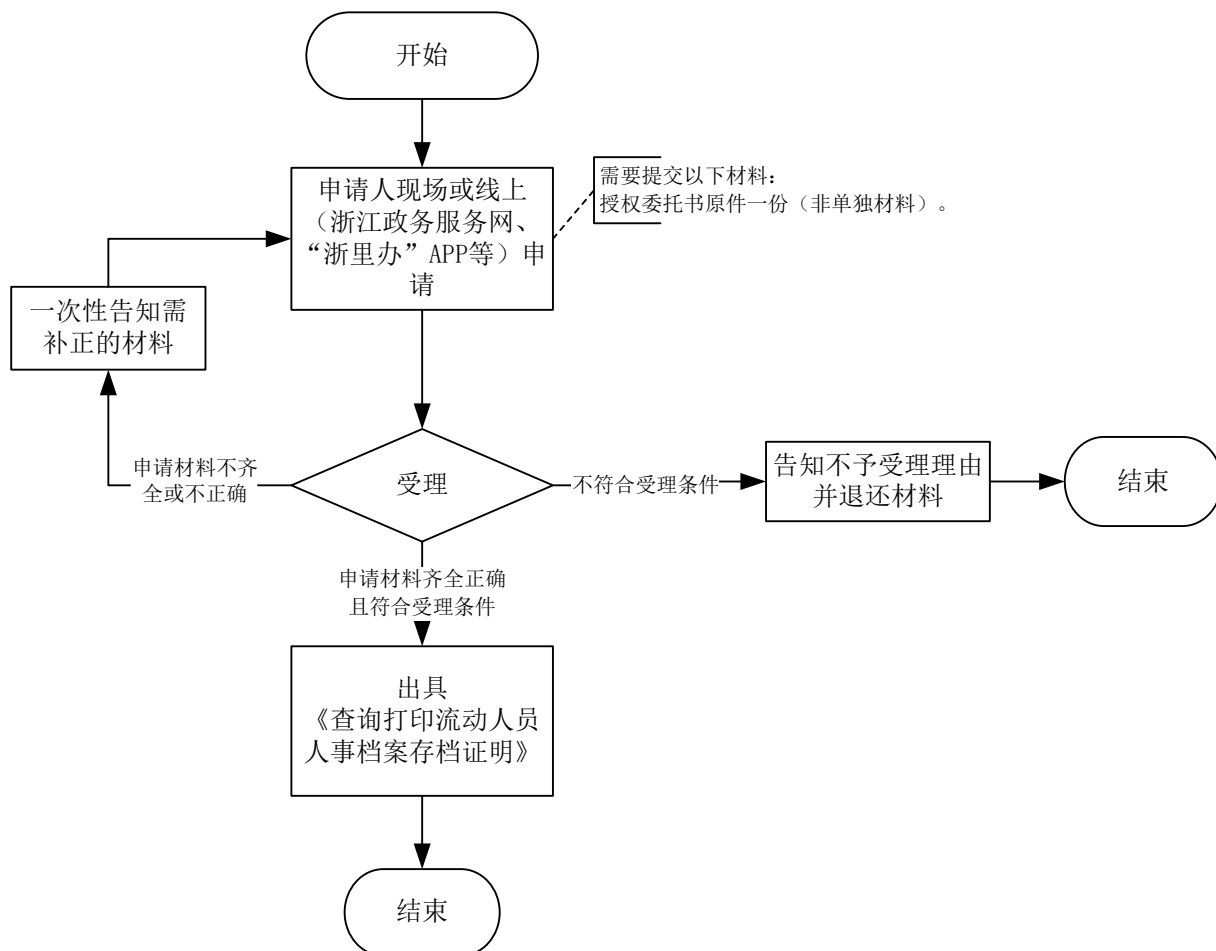 开始
申请人现场或线上
（浙江政务服务网、
“浙里办”APP等）申
请
需要提交以下材料：
授权委托书原件一份（非单独材料）。
一次性告知需
补正的材料
申请材料不齐
全或不正确
受理
不符合受理条件
告知不予受理理由
并退还材料
结束
申请材料齐全正确
且符合受理条件
出具
《查询打印流动人员
人事档案存档证明》
结束